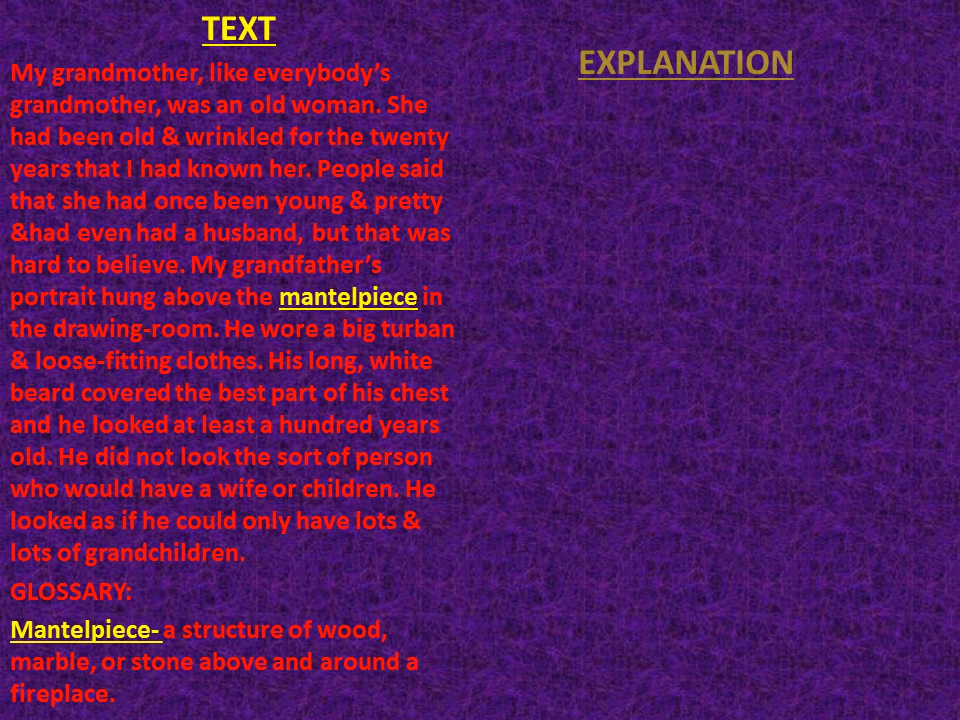 TEXT
My grandmother, like everybody’s
grandmother, was an old woman. She
had been old & wrinkled for the twenty
years that I had known her. People said
that she had once been young & pretty
&had even had a husband, but that was
hard to believe. My grandfather’s
portrait hung above the mantelpiece in
the drawing-room. He wore a big turban
& loose-fitting clothes. His long, white
beard covered the best part of his chest
and he looked at least a hundred years
old. He did not look the sort of person
who would have a wife or children. He
looked as if he could only have lots &
lots of grandchildren.
GLOSSARY:
Mantelpiece- a structure of wood,
marble, or stone above and around a
fireplace.
EXPLANATION